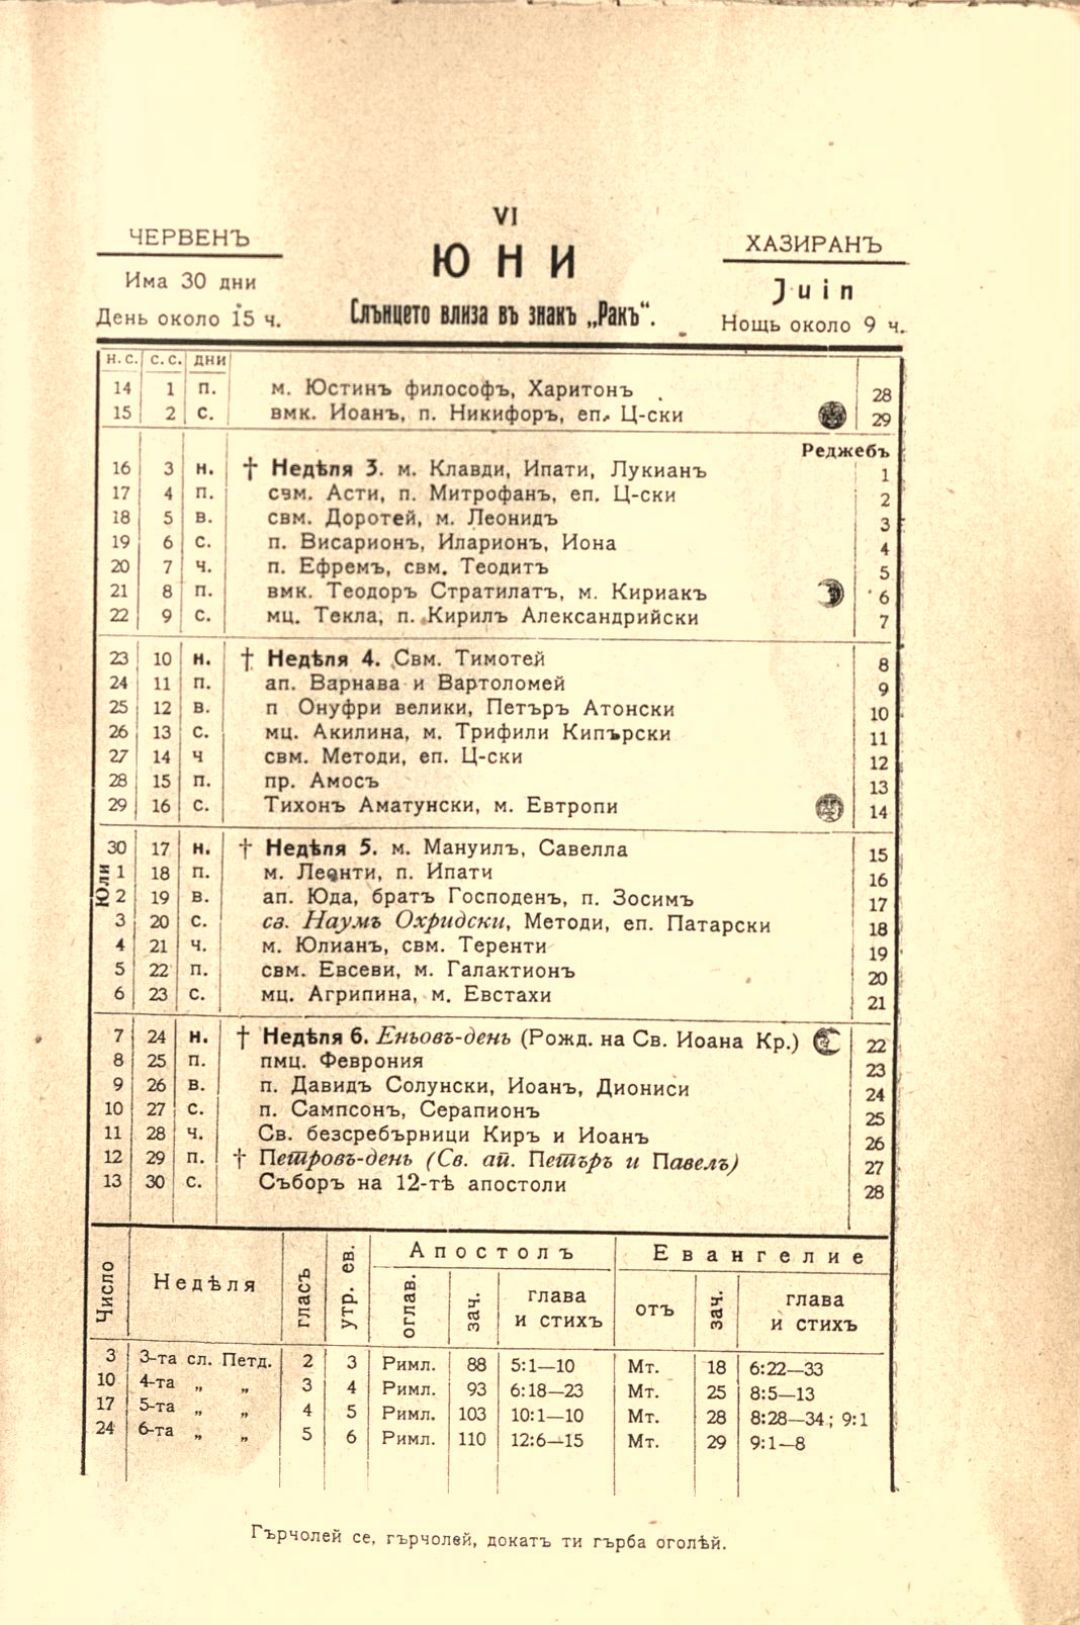 VI
ЧЕРВЕНЪ
ЮНИ
ХАЗИРАНЪ
Има 30 дни
Juin
День около 15 ч.
Слънцето влиза въ знакъ „Ракъ“.
Нощь около 9 ч.
н. с. с. с. дни
14 1 п. м. Юстинъ философъ, Харитонъ 28
15 2 с. вмк. Иоанъ, п. Никифоръ, еп. Ц-ски 29
Реджебъ
16 3 н. † Недѣля 3. м. Клавди, Ипати, Лукианъ 1
17 4 п. свм. Асти, п. Митрофанъ, еп. Ц-ски 2
18 5 в. свм. Доротей, м. Леонидъ 3
19 6 с. п. Висарионъ, Иларионъ, Иона 4
20 7 ч. п. Ефремъ, свм. Теодитъ 5
21 8 п. вмк. Теодоръ Стратилатъ, м. Кириакъ 6
22 9 с. мц. Текла, п. Кирилъ Александрийски 7
23 10 н. † Недѣля 4. Свм. Тимотей 8
24 11 п. ап. Варнава и Вартоломей 9
25 12 в. п Онуфри велики, Петъръ Атонски 10
26 13 с. мц. Акилина, м. Трифили Кипърски 11
27 14 ч свм. Методи, еп. Ц-ски 12
28 15 п. пр. Амосъ 13
29 16 с. Тихонъ Аматунски, м. Евтропи 14
30 17 н. † Недѣля 5. м. Мануилъ, Савелла 15
Юли 1 18 п. м. Леонти, п. Ипати 16
2 19 в. ап. Юда, братъ Господенъ, п. Зосимъ 17
3 20 с. св. Наумъ Охридски, Методи, еп. Патарски 18
4 21 ч. м. Юлианъ, свм. Теренти 19
5 22 п. свм. Евсеви, м. Галактионъ 20
6 23 с. мц. Агрипина, м. Евстахи 21
7 24 н. † Недѣля 6. Еньовъ-день (Рожд. на Св. Иоана Кр.) 22
8 25 п. пмц. Феврония 23
9 26 в. п. Давидъ Солунски, Иоанъ, Диониси 24
10 27 с. п. Сампсонъ, Серапионъ 25
11 28 ч. Св. безсребърници Киръ и Иоанъ 26
12 29 п. † Петровъ-день (Св. ап. Петъръ и Павелъ) 27
13 30 с. Съборъ на 12-тѣ апостоли 28
Число Недѣля гласъ утр. ев. Апостолъ Евангелие
оглав. зач. глава и стихъ отъ зач. глава и стихъ
3 3-та сл. Петд. 2 3 Римл. 88 5:1—10 Мт. 18 6:22—33
10 4-та „ „ 3 4 Римл. 93 6:18—23 Мт. 25 8:5—13
17 5-та „ „ 4 5 Римл. 103 10:1—10 Мт. 28 8:28—34; 9:1
24 6-та „ „ 5 6 Римл. 110 12:6—15 Мт. 29 9:1—8
Гърчолей се, гърчолей, докатъ ти гърба оголѣй.